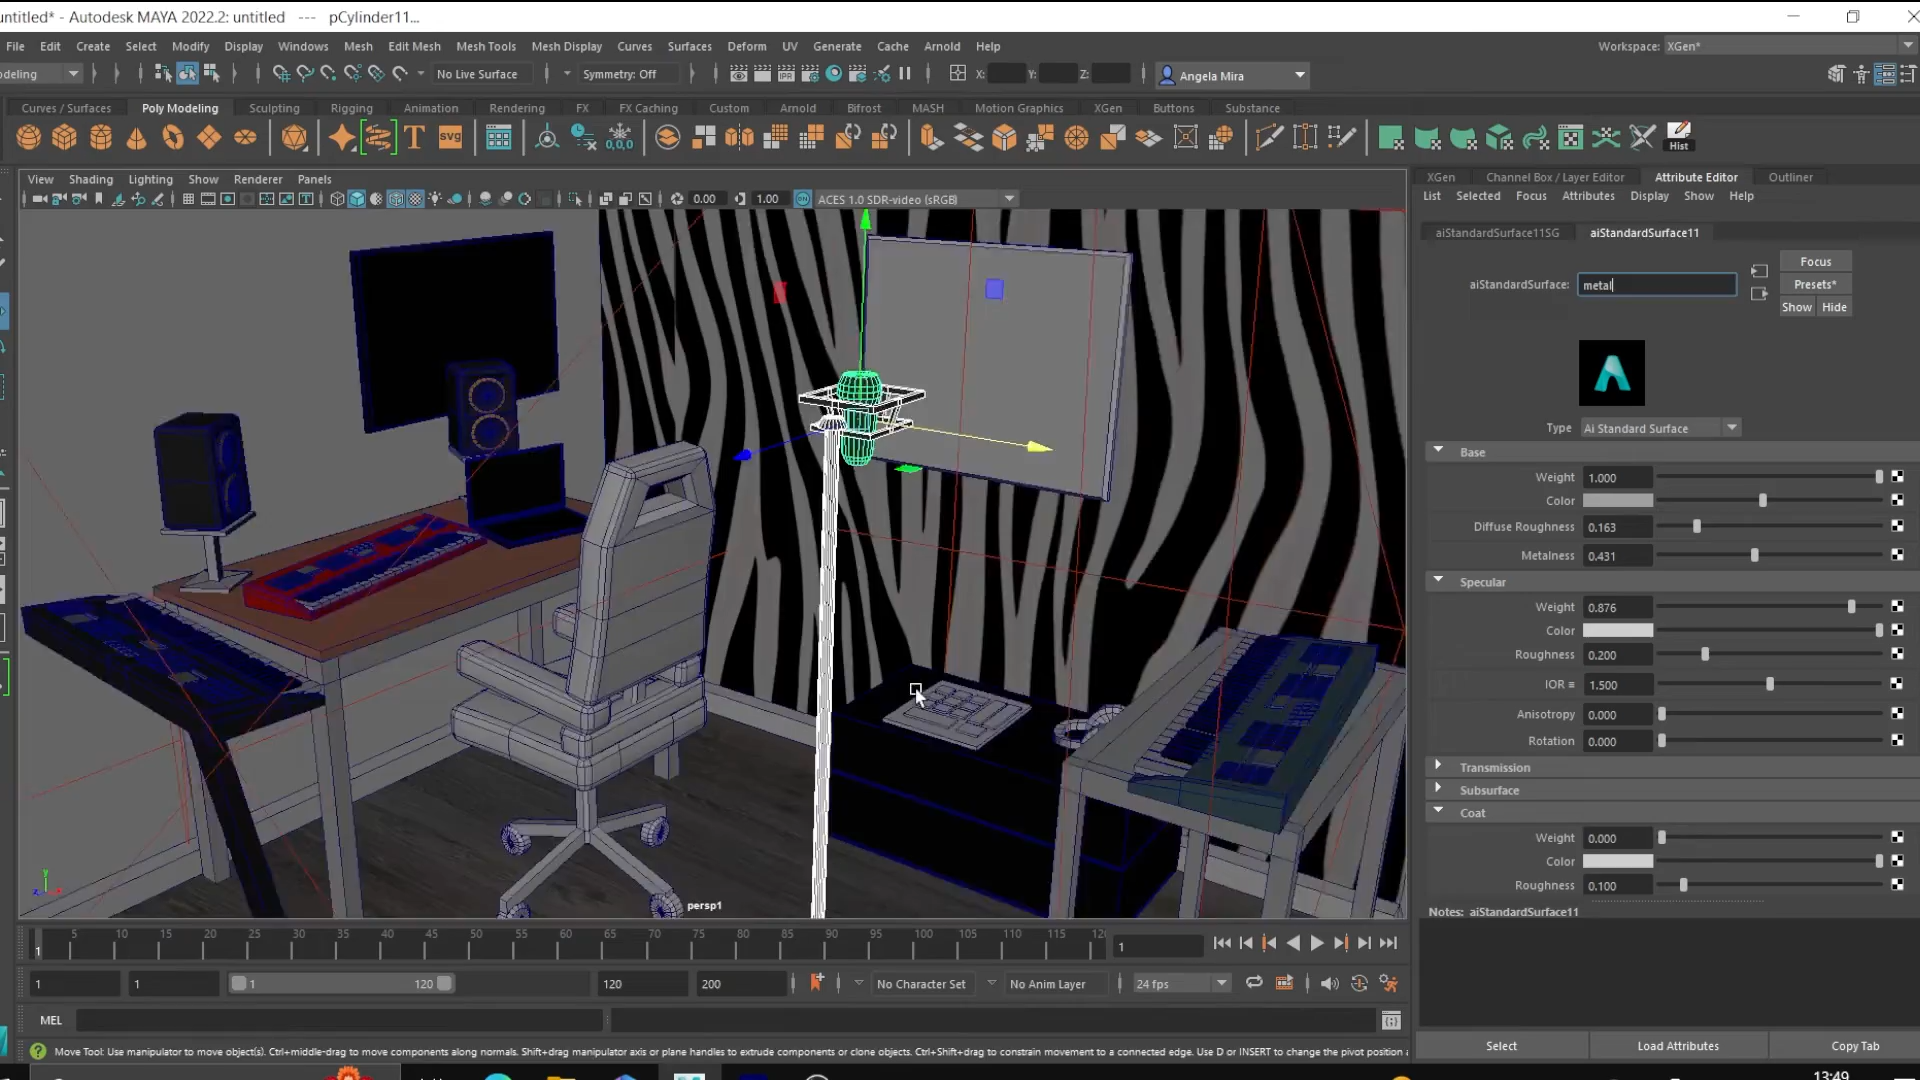 untitled* - Autodesk MAYA 2022.2: untitled --- pCylinder11...
File Edit Create Select Modify Display Windows Mesh Edit Mesh Mesh Tools Mesh Display Curves Surfaces Deform UV Generate Cache Arnold Help
Workspace: XGen*
odeling No Live Surface Symmetry: Off X: Y: Z: Angela Mira
Curves / Surfaces Poly Modeling Sculpting Rigging Animation Rendering FX FX Caching Custom Arnold Bifrost MASH Motion Graphics XGen Buttons Substance
T svg 0,0,0 Hist
View Shading Lighting Show Renderer Panels
IPR
0.00 1.00 ACES 1.0 SDR-video (sRGB)
XGen Channel Box / Layer Editor Attribute Editor Outliner
List Selected Focus Attributes Display Show Help
aiStandardSurface11SG aiStandardSurface11
Focus
aiStandardSurface: metal Presets*
Show Hide
Type Ai Standard Surface
Base
Weight 1.000
Color
Diffuse Roughness 0.163
Metalness 0.431
Specular
Weight 0.876
Color
Roughness 0.200
IOR 1.500
Anisotropy 0.000
Rotation 0.000
Transmission
Subsurface
Coat
Weight 0.000
Color
Roughness 0.100
Notes: aiStandardSurface11
y
z
persp1
1 5 10 15 20 25 30 35 40 45 50 55 60 65 70 75 80 85 90 95 100 105 110 115 12
1
1 1 1 120 120 200 No Character Set No Anim Layer 24 fps
MEL
Move Tool: Use manipulator to move object(s). Ctrl+middle-drag to move components along normals. Shift+drag manipulator axis or plane handles to extrude components or clone objects. Ctrl+Shift+drag to constrain movement to a connected edge. Use D or INSERT to change the pivot position
Select Load Attributes Copy Tab
13:49